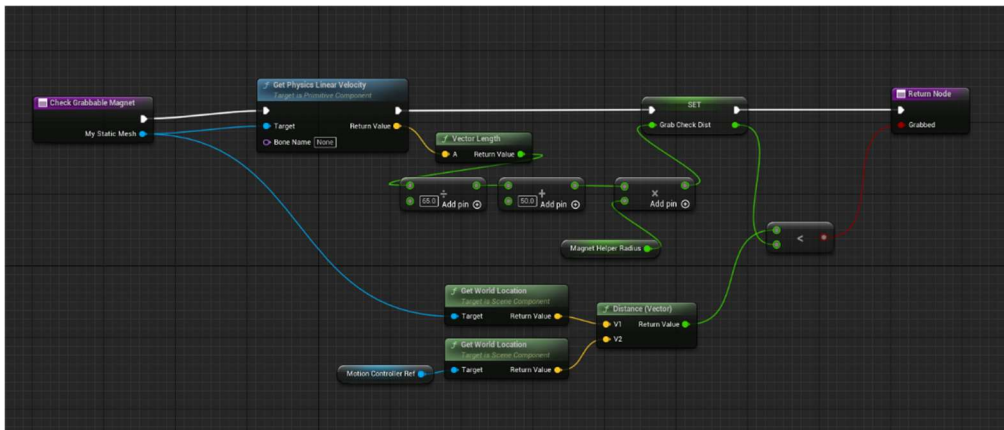 Check Grabbable Magnet
My Static Mesh
Get Physics Linear Velocity
Target is Primitive Component
Target
Return Value
Bone Name
None
Vector Length
A
Return Value
÷
65.0
Add pin
+
50.0
Add pin
x
Add pin
Magnet Helper Radius
SET
Grab Check Dist
Return Node
Grabbed
<
Get World Location
Target is Scene Component
Target
Return Value
Get World Location
Target is Scene Component
Target
Return Value
Motion Controller Ref
Distance (Vector)
V1
Return Value
V2